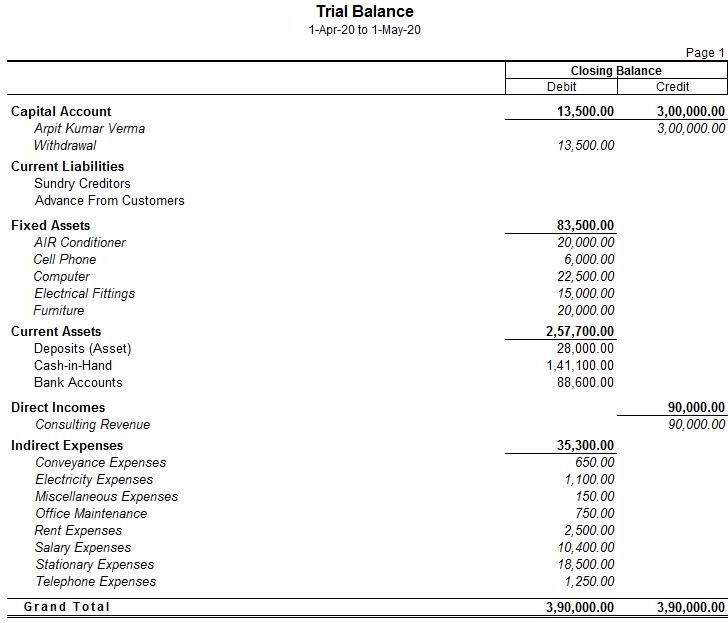 Trial Balance
1-Apr-20 to 1-May-20
Page 1
Closing Balance
Debit Credit
Capital Account 13,500.00 3,00,000.00
Arpit Kumar Verma 3,00,000.00
Withdrawal 13,500.00
Current Liabilities
Sundry Creditors
Advance From Customers
Fixed Assets 83,500.00
AIR Conditioner 20,000.00
Cell Phone 6,000.00
Computer 22,500.00
Electrical Fittings 15,000.00
Furniture 20,000.00
Current Assets 2,57,700.00
Deposits (Asset) 28,000.00
Cash-in-Hand 1,41,100.00
Bank Accounts 88,600.00
Direct Incomes 90,000.00
Consulting Revenue 90,000.00
Indirect Expenses 35,300.00
Conveyance Expenses 650.00
Electricity Expenses 1,100.00
Miscellaneous Expenses 150.00
Office Maintenance 750.00
Rent Expenses 2,500.00
Salary Expenses 10,400.00
Stationary Expenses 18,500.00
Telephone Expenses 1,250.00
Grand Total 3,90,000.00 3,90,000.00